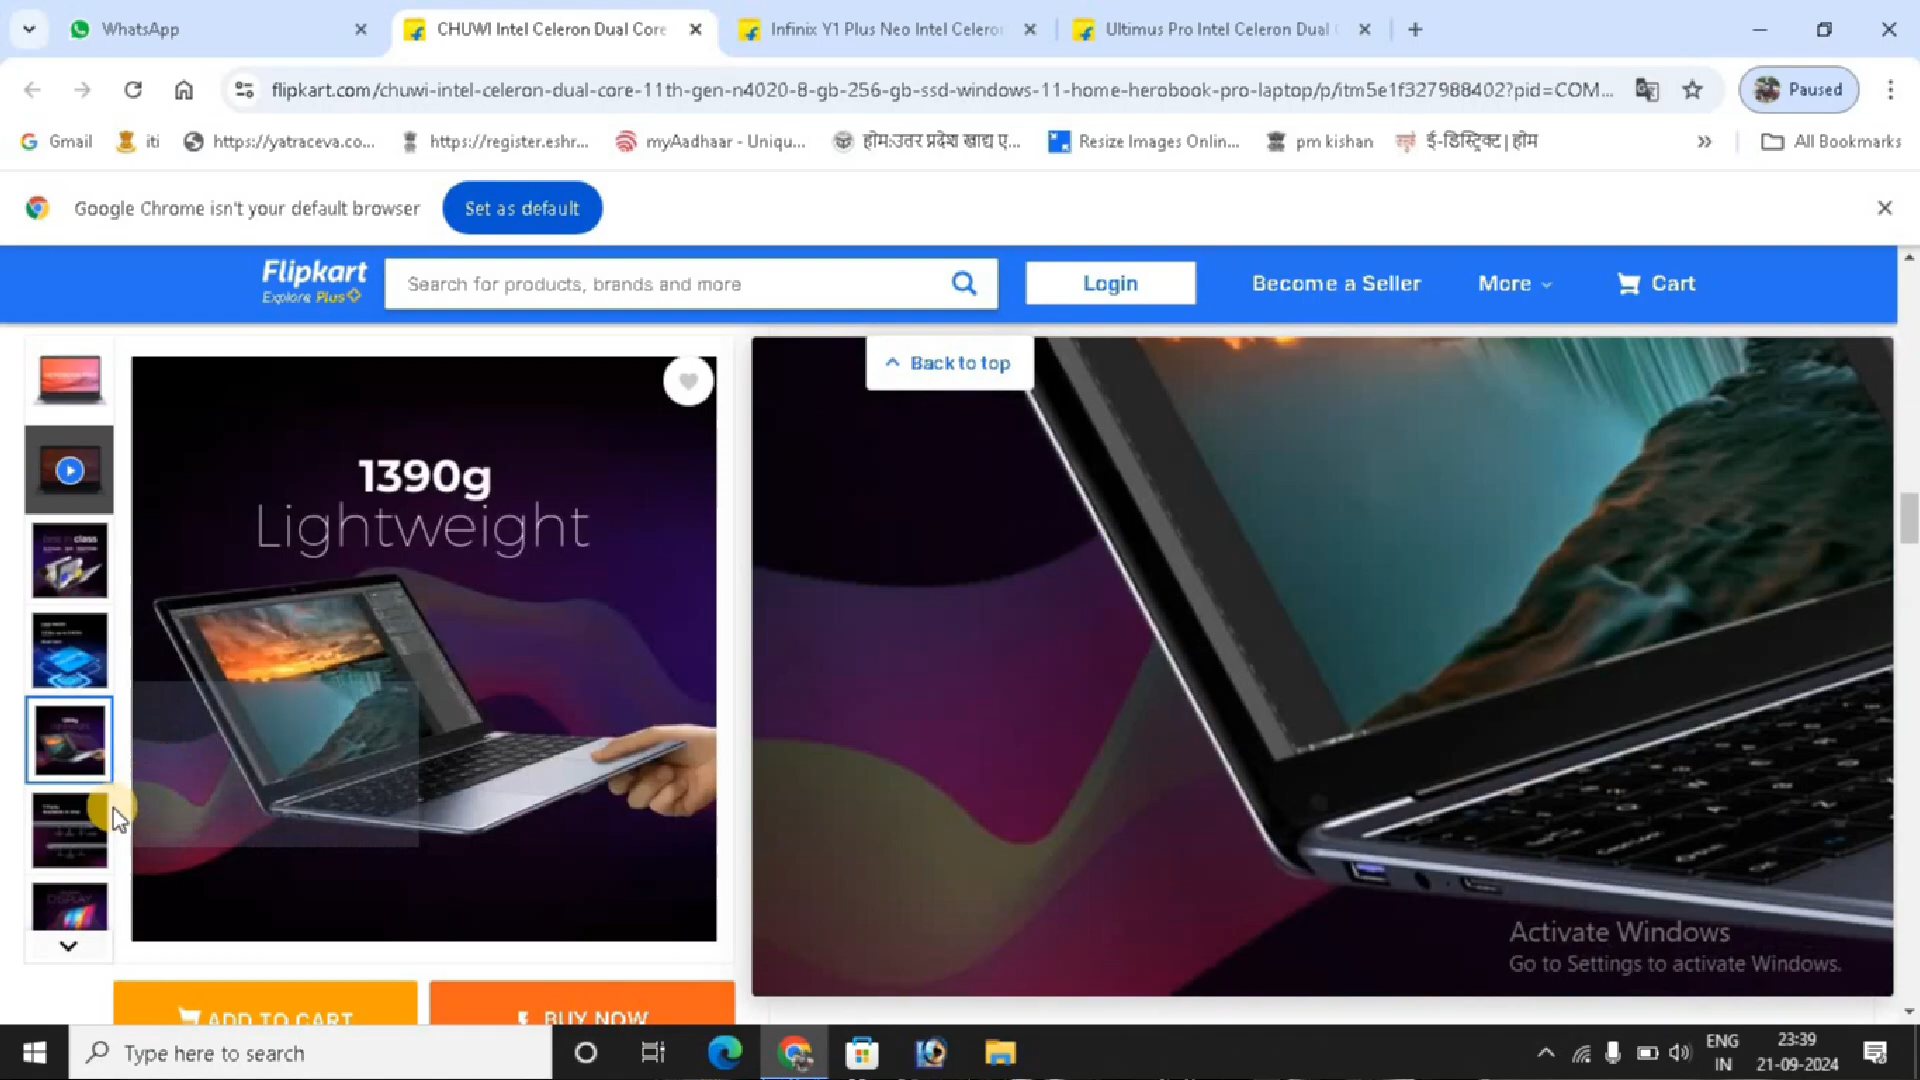 WhatsApp
CHUWI Intel Celeron Dual Core
Infinix Y1 Plus Neo Intel Celero
Ultimus Pro Intel Celeron Dual
flipkart.com/chuwi-intel-celeron-dual-core-11th-gen-n4020-8-gb-256-gb-ssd-windows-11-home-herobook-pro-laptop/p/itm5e1f327988402?pid=COM...
Paused
Gmail
iti
https://yatraceva.co...
https://register.eshr...
myAadhaar - Uniqu...
होम:उत्तर प्रदेश खाद्य ए...
Resize Images Onlin...
pm kishan
ई-डिस्ट्रिक्ट | होम
All Bookmarks
Google Chrome isn't your default browser
Set as default
Flipkart
Explore Plus
Search for products, brands and more
Login
Become a Seller
More
Cart
Back to top
1390g
Lightweight
Activate Windows
Go to Settings to activate Windows.
ADD TO CART
BUY NOW
Type here to search
ENG
IN
23:39
21-09-2024